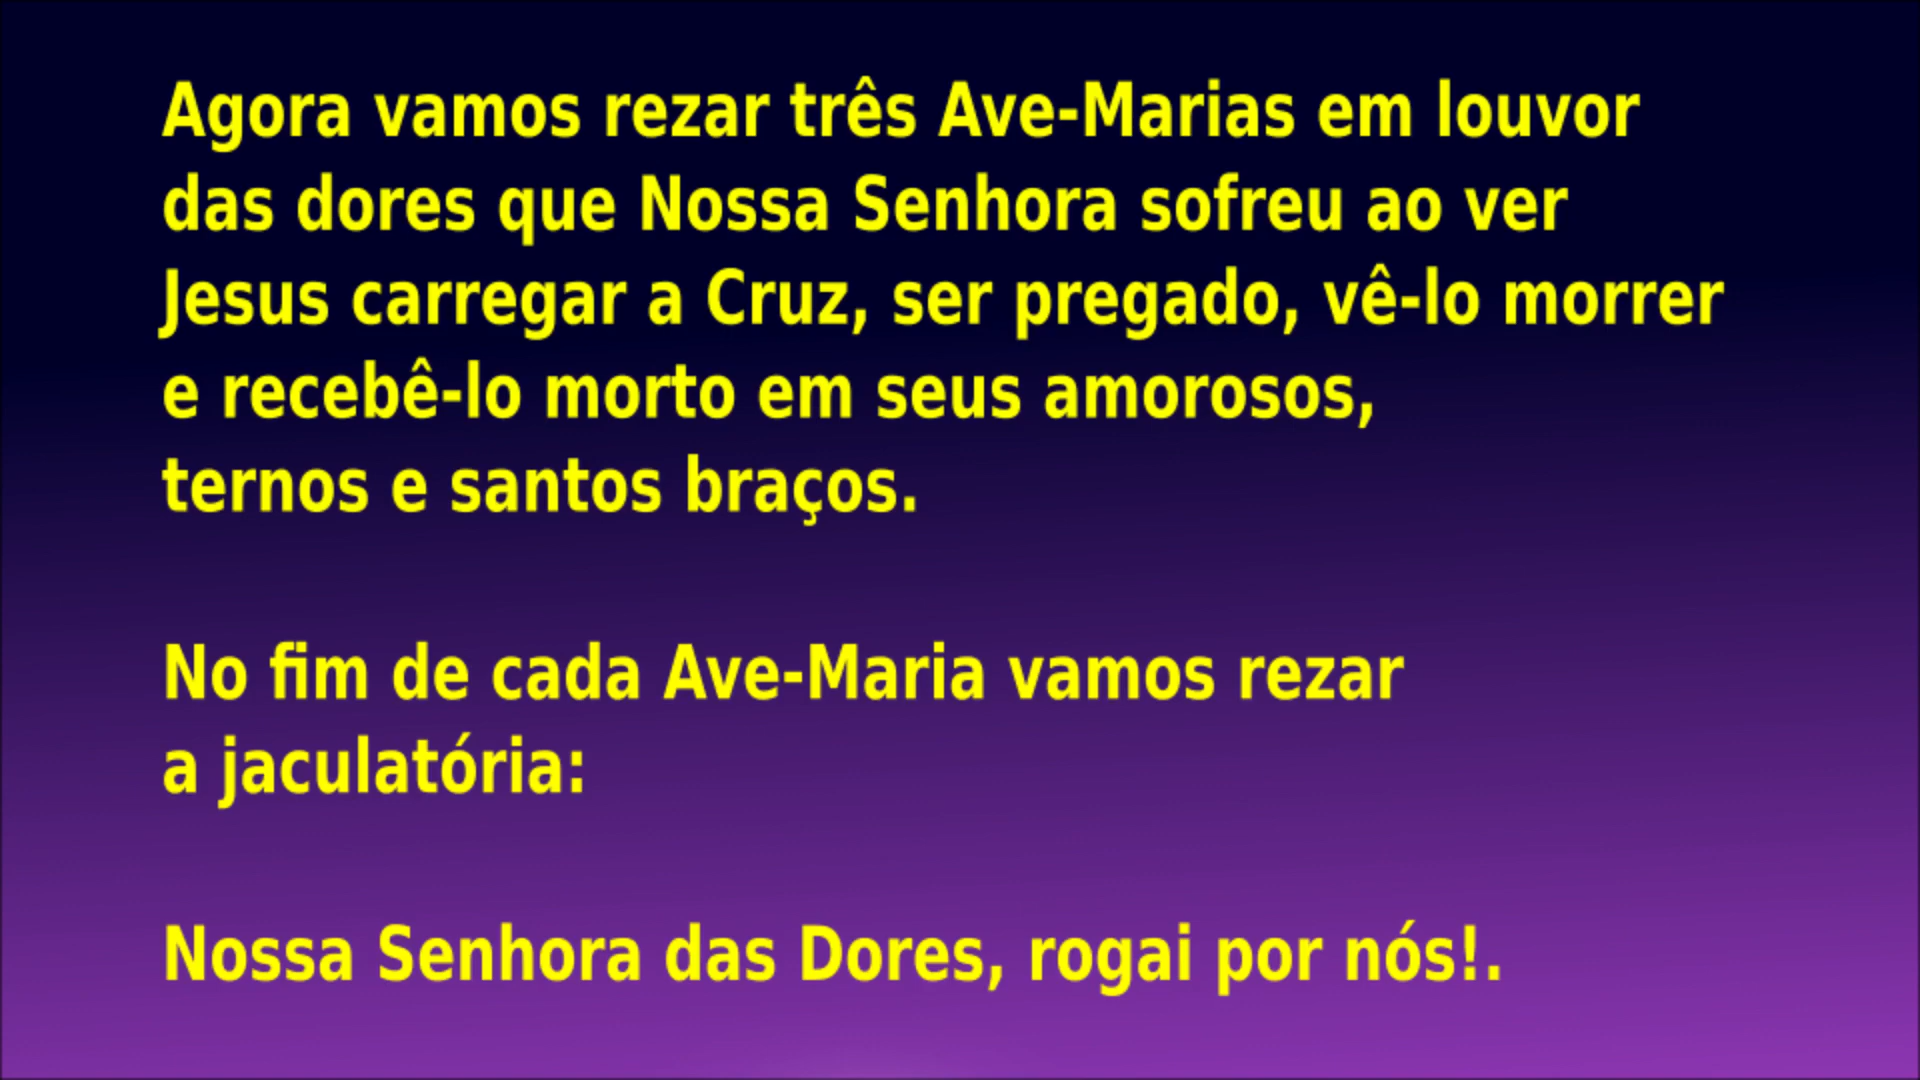 Agora vamos rezar três Ave-Marias em louvor
das dores que Nossa Senhora sofreu ao ver
Jesus carregar a Cruz, ser pregado, vê-lo morrer
e recebê-lo morto em seus amorosos,
ternos e santos braços.
No fim de cada Ave-Maria vamos rezar
a jaculatória:
Nossa Senhora das Dores, rogai por nós!.